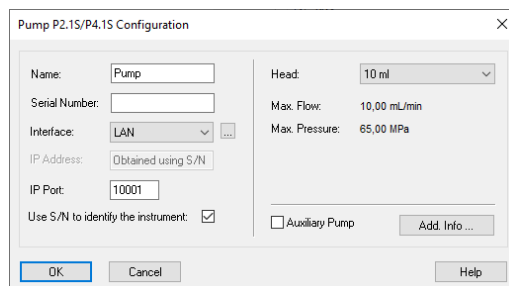 Pump P2.1S/P4.1S Configuration
Name: Pump
Serial Number:
Interface: LAN ...
IP Address: Obtained using S/N
IP Port: 10001
Use S/N to identify the instrument:
Head: 10 ml
Max. Flow: 10,00 mL/min
Max. Pressure: 65,00 MPa
Auxiliary Pump Add. Info ...
OK Cancel Help